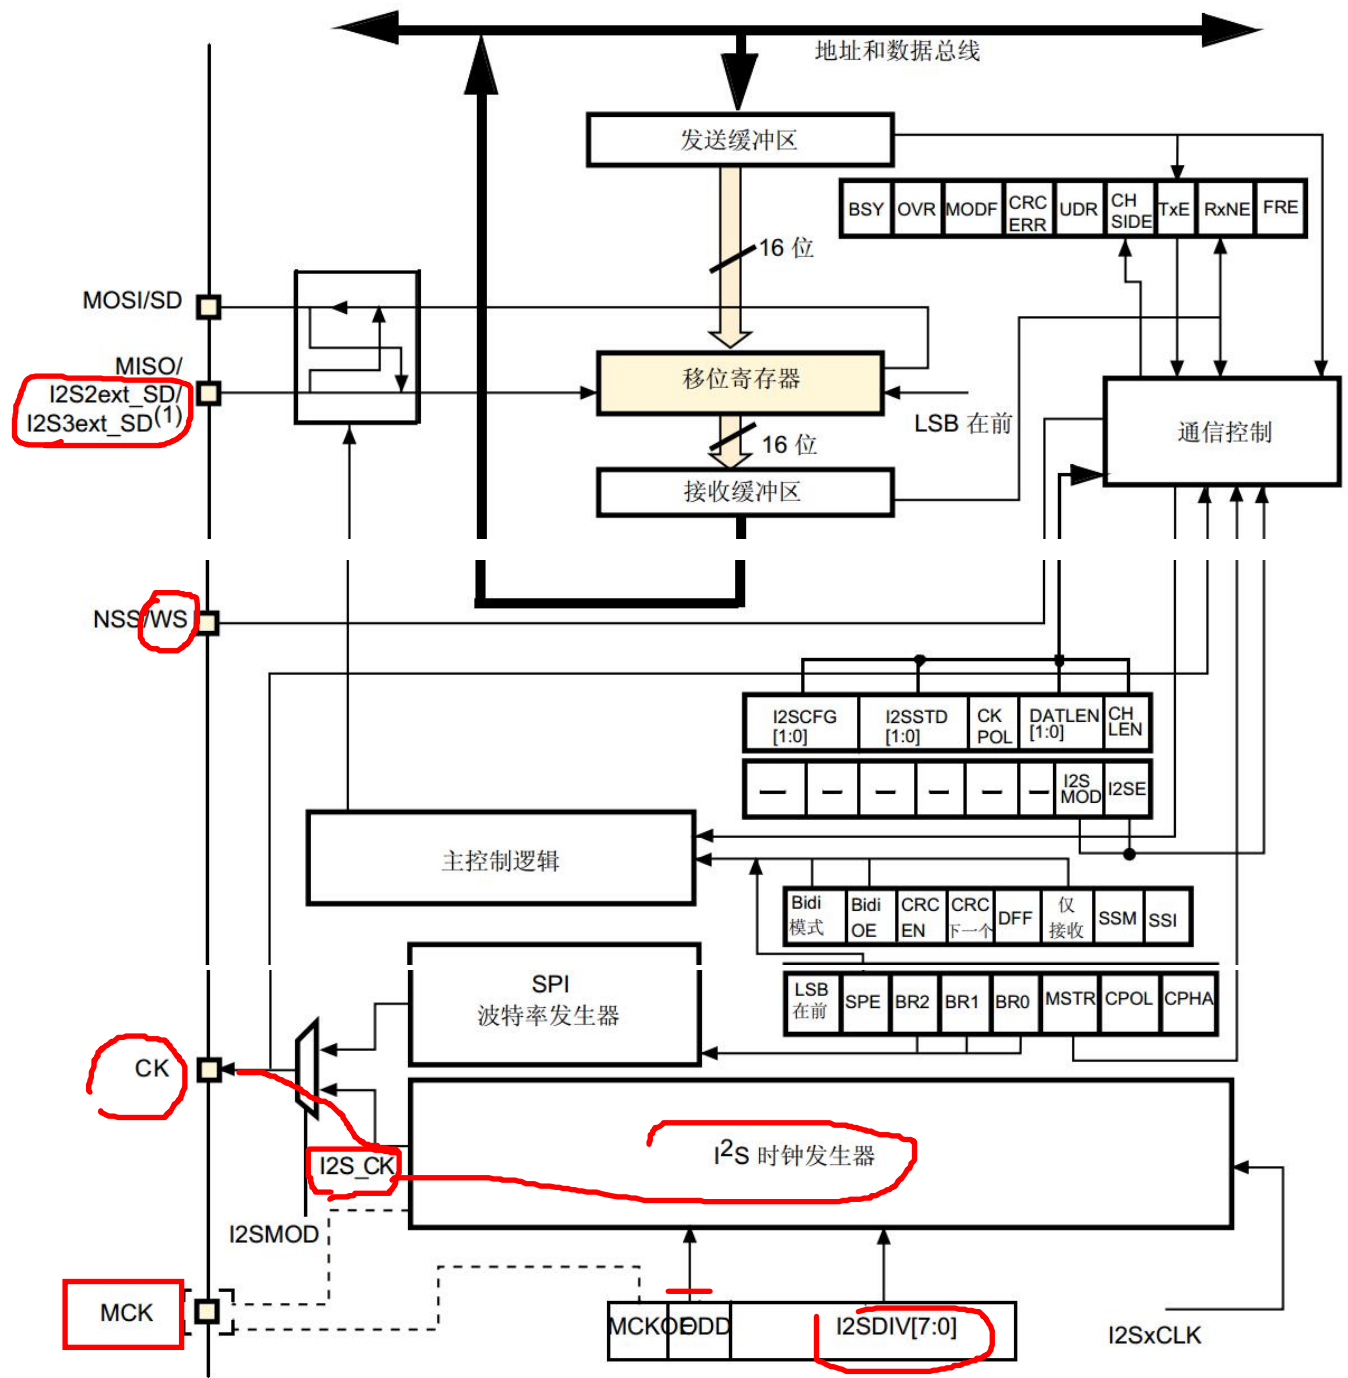 地址和数据总线
发送缓冲区
BSY OVR MODF CRC ERR UDR CH SIDE TxE RxNE FRE
16 位
MOSI/SD
MISO/
I2S2ext_SD/
I2S3ext_SD(1)
移位寄存器
LSB 在前
通信控制
16 位
接收缓冲区
NSS/WS
I2SCFG [1:0] I2SSTD [1:0] CK POL DATLEN [1:0] CH LEN
I2S MOD I2SE
主控制逻辑
Bidi 模式 Bidi OE CRC EN CRC 下一个 DFF 仅接收 SSM SSI
SPI
波特率发生器
LSB 在前 SPE BR2 BR1 BR0 MSTR CPOL CPHA
CK
I2S 时钟发生器
I2S_CK
I2SMOD
MCK
MCKOE ODD I2SDIV[7:0]
I2SxCLK